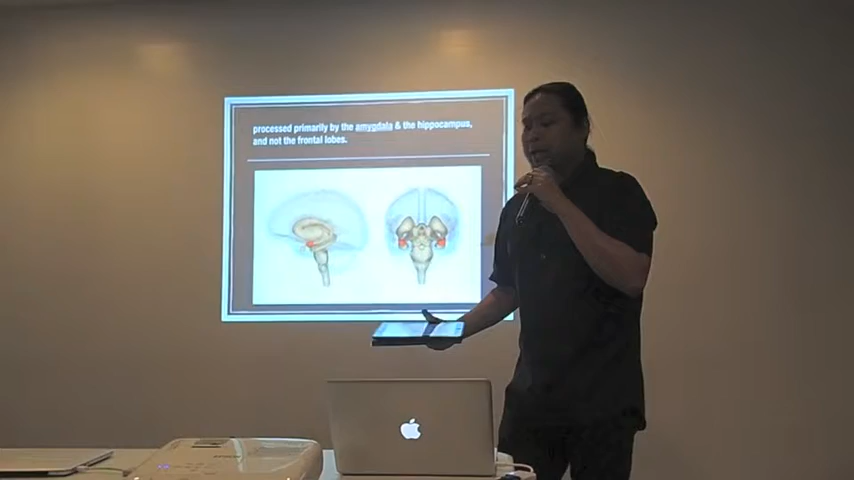 processed primarily by the amygdala & the hippocampus,
and not the frontal lobes.